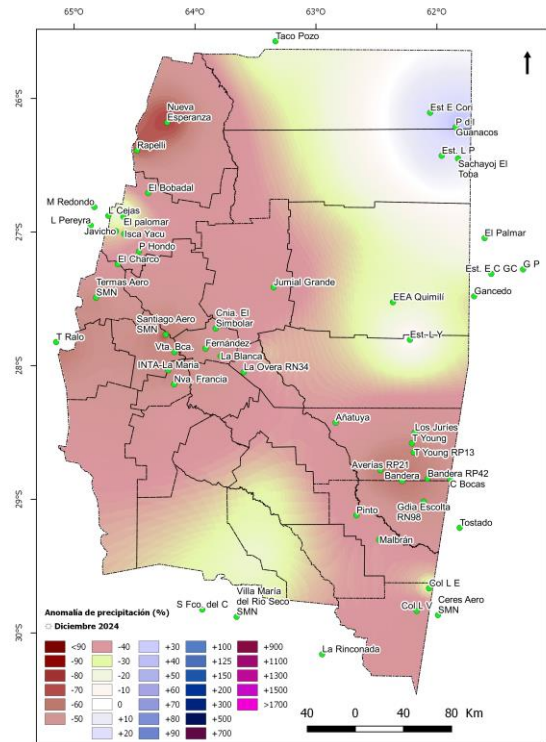 65°O 64°O 63°O 62°O
Taco Pozo
26°S
Est E Cori
Nueva
Esperanza
P d l
Guanacos
Rapelli
Est. L P
Sachayoj El
Toba
El Bobadal
M Redondo
L Cejas
L Pereyra
El palomar
Javicho
Isca Yacu
27°S
El Palmar
P Hondo
El Charco
Est. E C GC
G P
Termas Aero
SMN
Jumial Grande
Gancedo
EEA Quimilí
Santiago Aero
SMN
Cnia. El
Simbolar
T Ralo
Est-L-Y
Vta. Bca.
Fernández
La Blanca
28°S
INTA-La María
La Overa RN34
Nva. Francia
Añatuya
Los Juríes
T Young
T Young RP13
Averías RP21
Bandera
Bandera RP42
C Bocas
29°S
Gdia Escolta
RN98
Pinto
Tostado
Malbrán
Col L E
S Fco. del C
Villa María
del Río Seco
SMN
Col L V
Ceres Aero
SMN
30°S
La Rinconada
Anomalía de precipitación (%)
Diciembre 2024
<90 -40 +30 +100 +900
-90 -30 +40 +125 +1100
-80 -20 +50 +150 +1300
-70 -10 +60 +200 +1500
-60 0 +70 +300 >1700
-50 +10 +80 +500
+20 +90 +700
40 0 40 80 Km